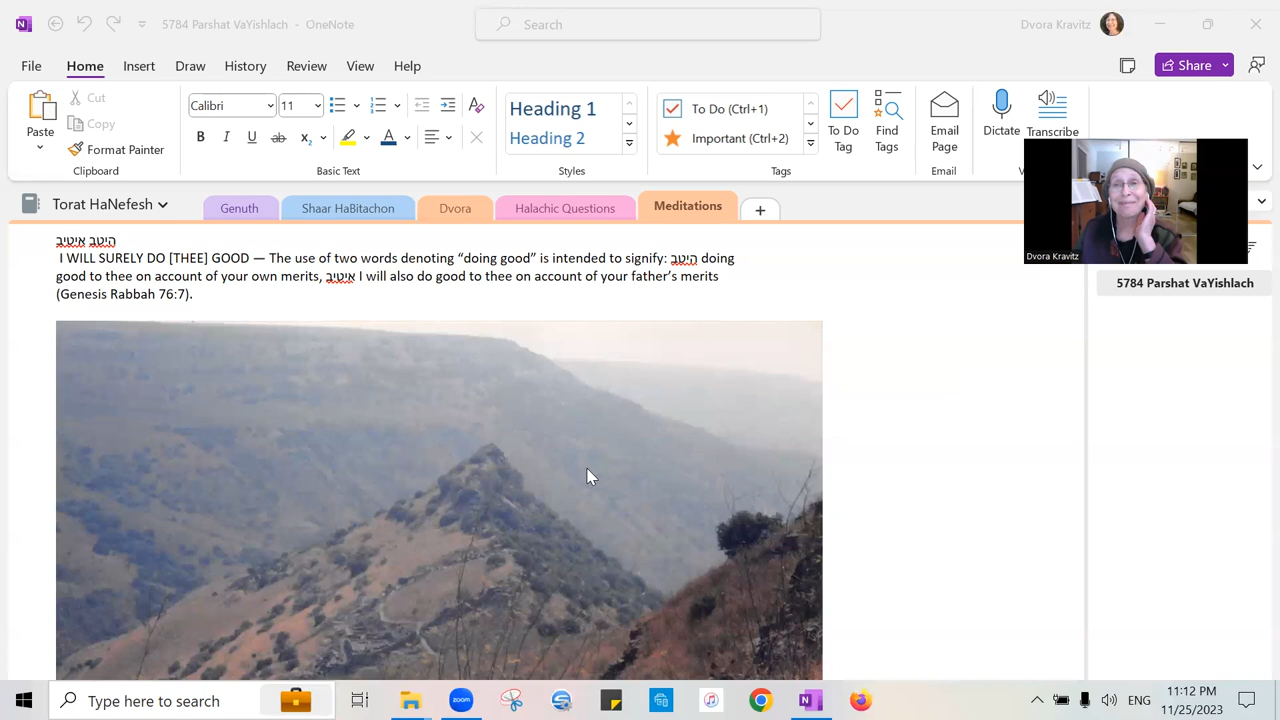 5784 Parshat VaYishlach - OneNote
Search
Dvora Kravitz
File Home Insert Draw History Review View Help
Share
Paste
Cut
Copy
Format Painter
Clipboard
Calibri 11
Basic Text
Heading 1
Heading 2
Styles
To Do (Ctrl+1)
Important (Ctrl+2)
Tags
To Do Tag
Find Tags
Email Page
Email
Dictate
Transcribe
V
Torat HaNefesh
Genuth
Shaar HaBitachon
Dvora
Halachic Questions
Meditations
Dvora Kravitz
5784 Parshat VaYishlach
היטב איטיב
I WILL SURELY DO [THEE] GOOD — The use of two words denoting “doing good” is intended to signify: היטב doing
good to thee on account of your own merits, איטיב I will also do good to thee on account of your father’s merits
(Genesis Rabbah 76:7).
Type here to search
zoom
ENG
11:12 PM
11/25/2023